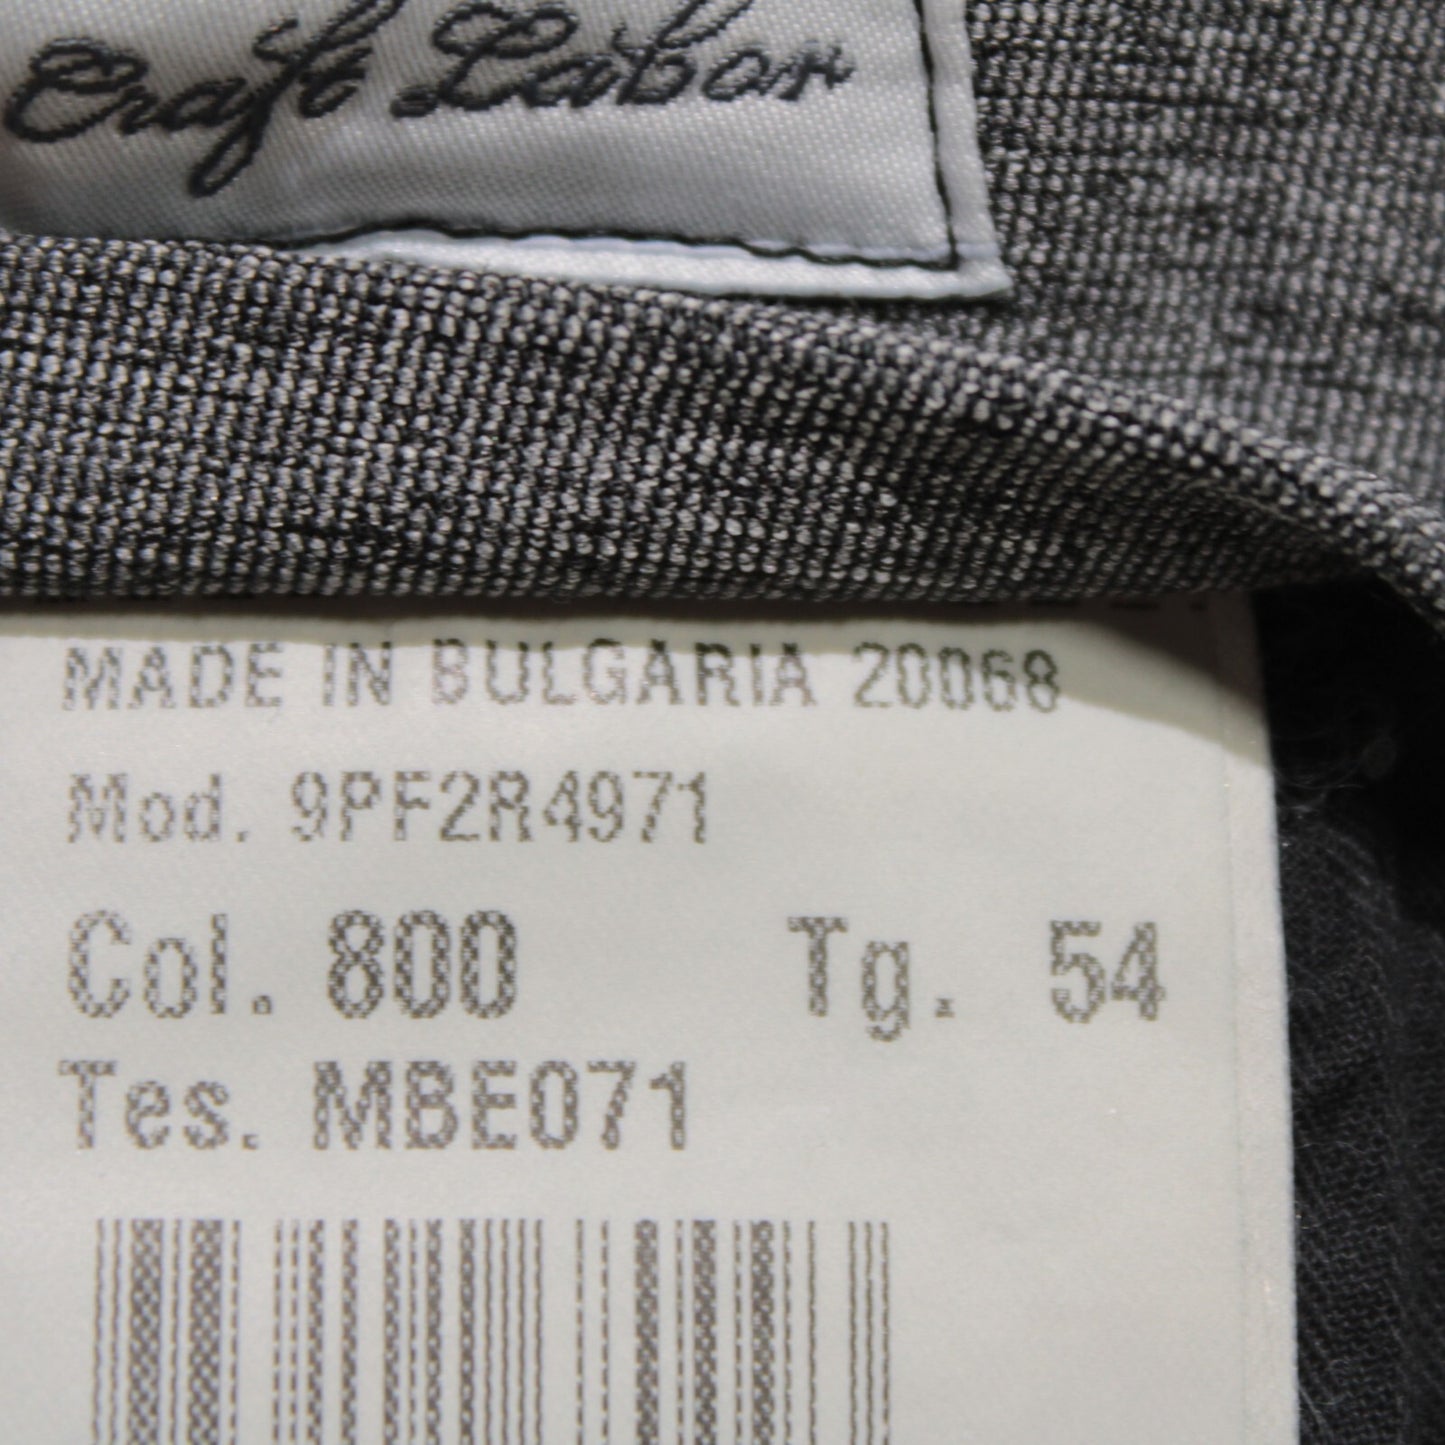 Craft Labor
MADE IN BULGARIA 20068
Mod. 9PF2R4971
Col. 800 Tg. 54
Tes. MBE071